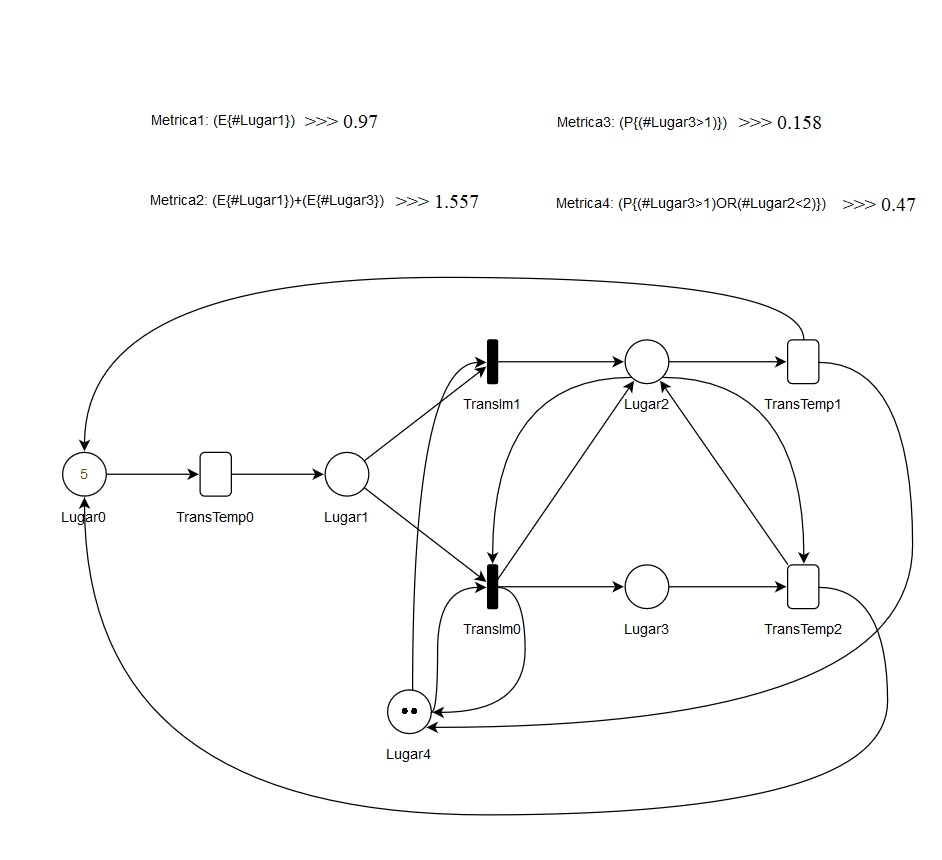 Metrica1: (E{#Lugar1}) >>> 0.97
Metrica3: (P{(#Lugar3>1)}) >>> 0.158
Metrica2: (E{#Lugar1})+(E{#Lugar3}) >>> 1.557
Metrica4: (P{(#Lugar3>1)OR(#Lugar2<2)}) >>> 0.47
TransIm1
Lugar2
TransTemp1
5
Lugar0
TransTemp0
Lugar1
TransIm0
Lugar3
TransTemp2
Lugar4